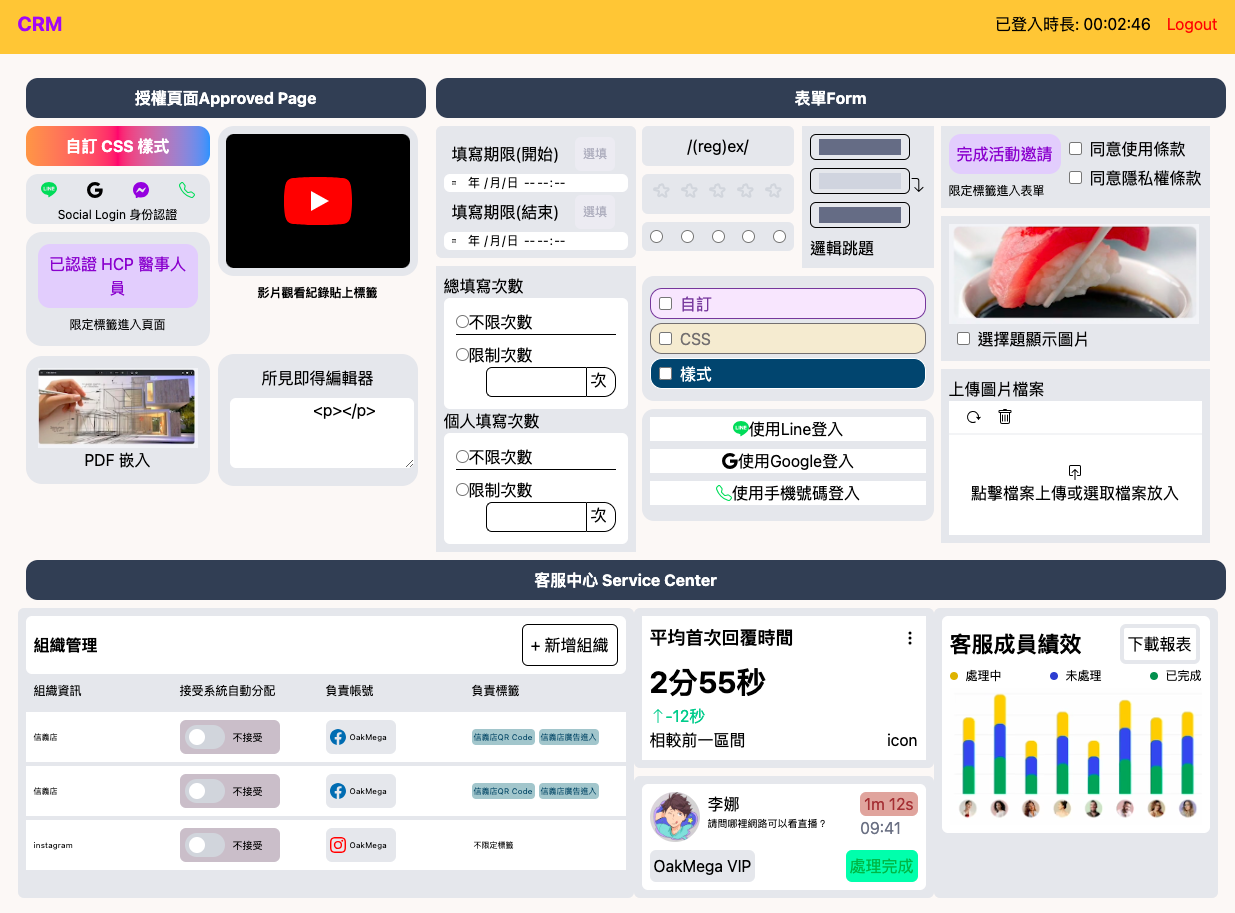 CRM
已登入時長: 00:02:46 Logout
授權頁面Approved Page
自訂 CSS 樣式
LINE
Social Login 身份認證
已認證 HCP 醫事人
員
限定標籤進入頁面
影片觀看紀錄貼上標籤
PDF 嵌入
所見即得編輯器
<p></p>
表單Form
填寫期限(開始) 選填
年 /月/日 --:--
填寫期限(結束) 選填
年 /月/日 --:--
總填寫次數
不限次數
限制次數
次
個人填寫次數
不限次數
限制次數
次
/(reg)ex/
邏輯跳題
自訂
CSS
樣式
LINE
使用Line登入
使用Google登入
使用手機號碼登入
完成活動邀請
限定標籤進入表單
同意使用條款
同意隱私權條款
選擇題顯示圖片
上傳圖片檔案
點擊檔案上傳或選取檔案放入
客服中心 Service Center
組織管理
+ 新增組織
組織資訊 接受系統自動分配 負責帳號 負責標籤
信義店 不接受 OakMega 信義店QR Code 信義店廣告進入
信義店 不接受 OakMega 信義店QR Code 信義店廣告進入
instagram 不接受 OakMega 不限定標籤
平均首次回覆時間
2分55秒
↑-12秒
相較前一區間 icon
李娜
請問哪裡網路可以看直播？
1m 12s
09:41
OakMega VIP 處理完成
客服成員績效 下載報表
處理中 未處理 已完成